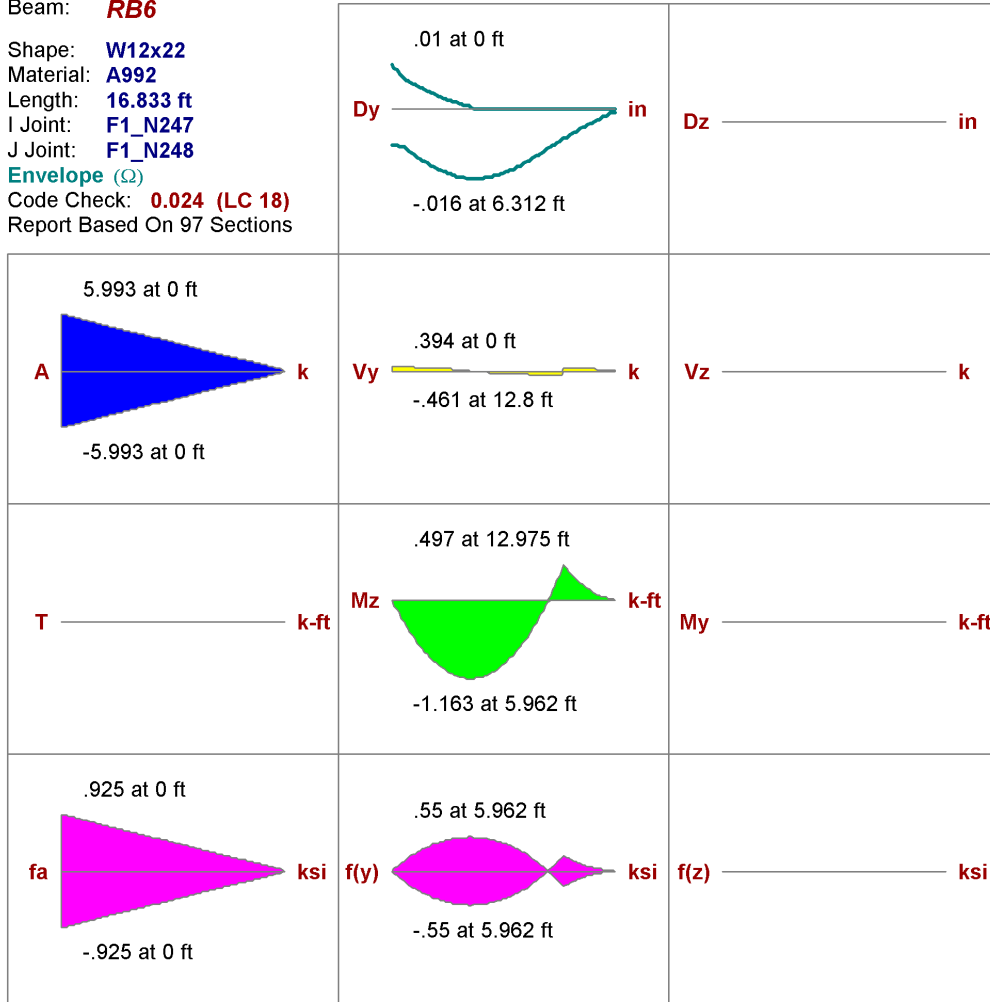 Beam: RB6
Shape: W12x22
Material: A992
Length: 16.833 ft
I Joint: F1_N247
J Joint: F1_N248
Envelope (Ω)
Code Check: 0.024 (LC 18)
Report Based On 97 Sections
.01 at 0 ft
Dy in
-.016 at 6.312 ft
Dz in
5.993 at 0 ft
A k
-5.993 at 0 ft
.394 at 0 ft
Vy k
-.461 at 12.8 ft
Vz k
T k-ft
.497 at 12.975 ft
Mz k-ft
-1.163 at 5.962 ft
My k-ft
.925 at 0 ft
fa ksi
-.925 at 0 ft
.55 at 5.962 ft
f(y) ksi
-.55 at 5.962 ft
f(z) ksi